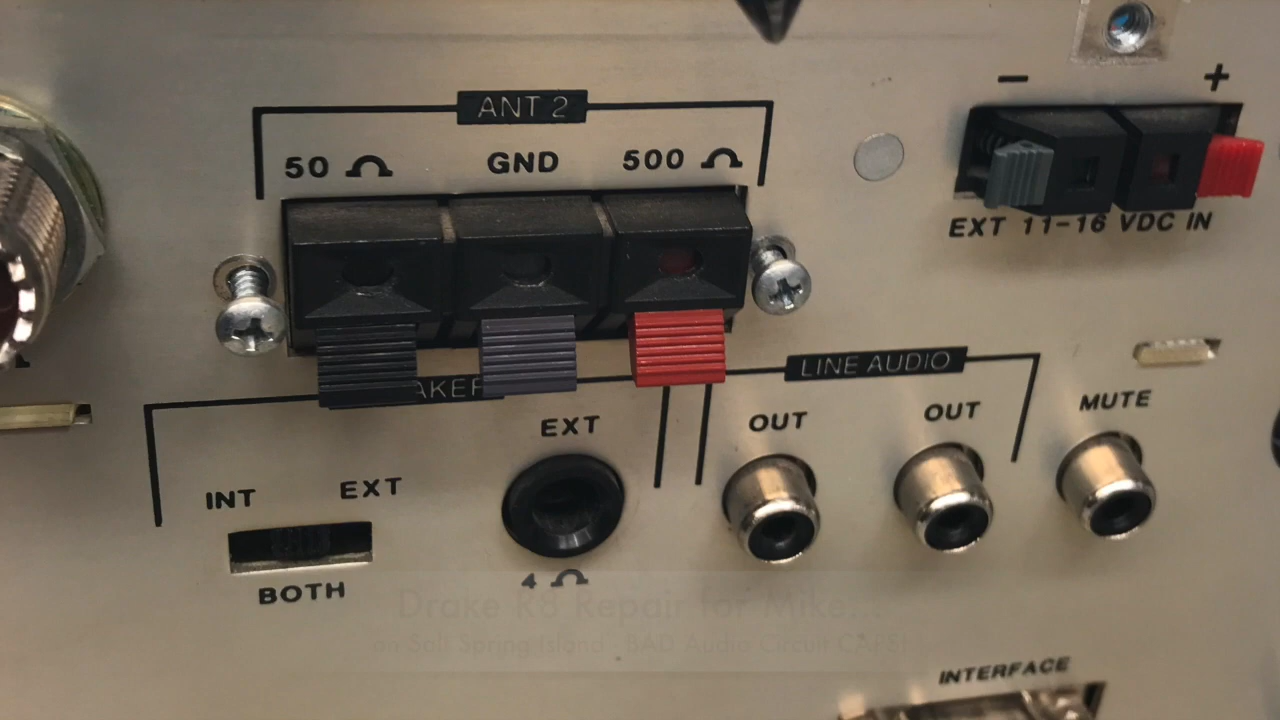 ANT 2
50 Ω GND 500 Ω
- +
EXT 11-16 VDC IN
AKER
LINE AUDIO
EXT
OUT
OUT
MUTE
INT
EXT
BOTH
4 Ω
Drake R8 Repair for Mike...
on Salt Spring Island BAD Audio Circuit CAPS!
INTERFACE